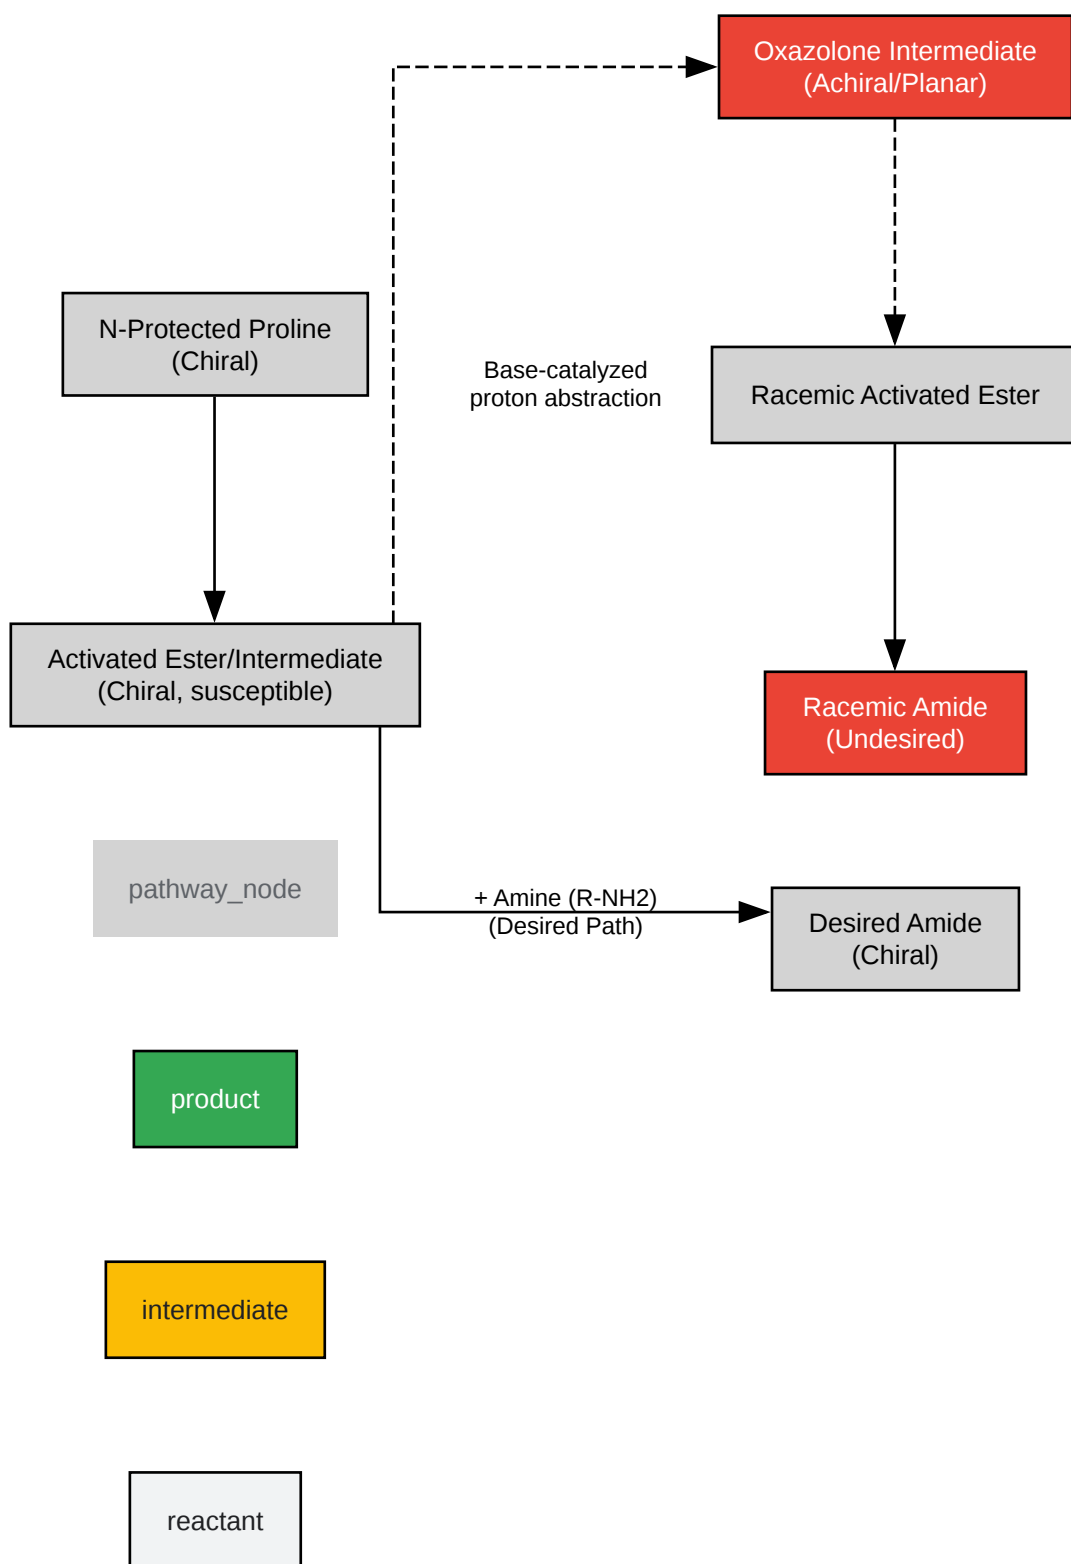 Oxazolone Intermediate
(Achiral/Planar)
N-Protected Proline
(Chiral)
Base-catalyzed
proton abstraction
Racemic Activated Ester
Activated Ester/Intermediate
(Chiral, susceptible)
Racemic Amide
(Undesired)
pathway_node
+ Amine (R-NH2)
(Desired Path)
Desired Amide
(Chiral)
product
intermediate
reactant